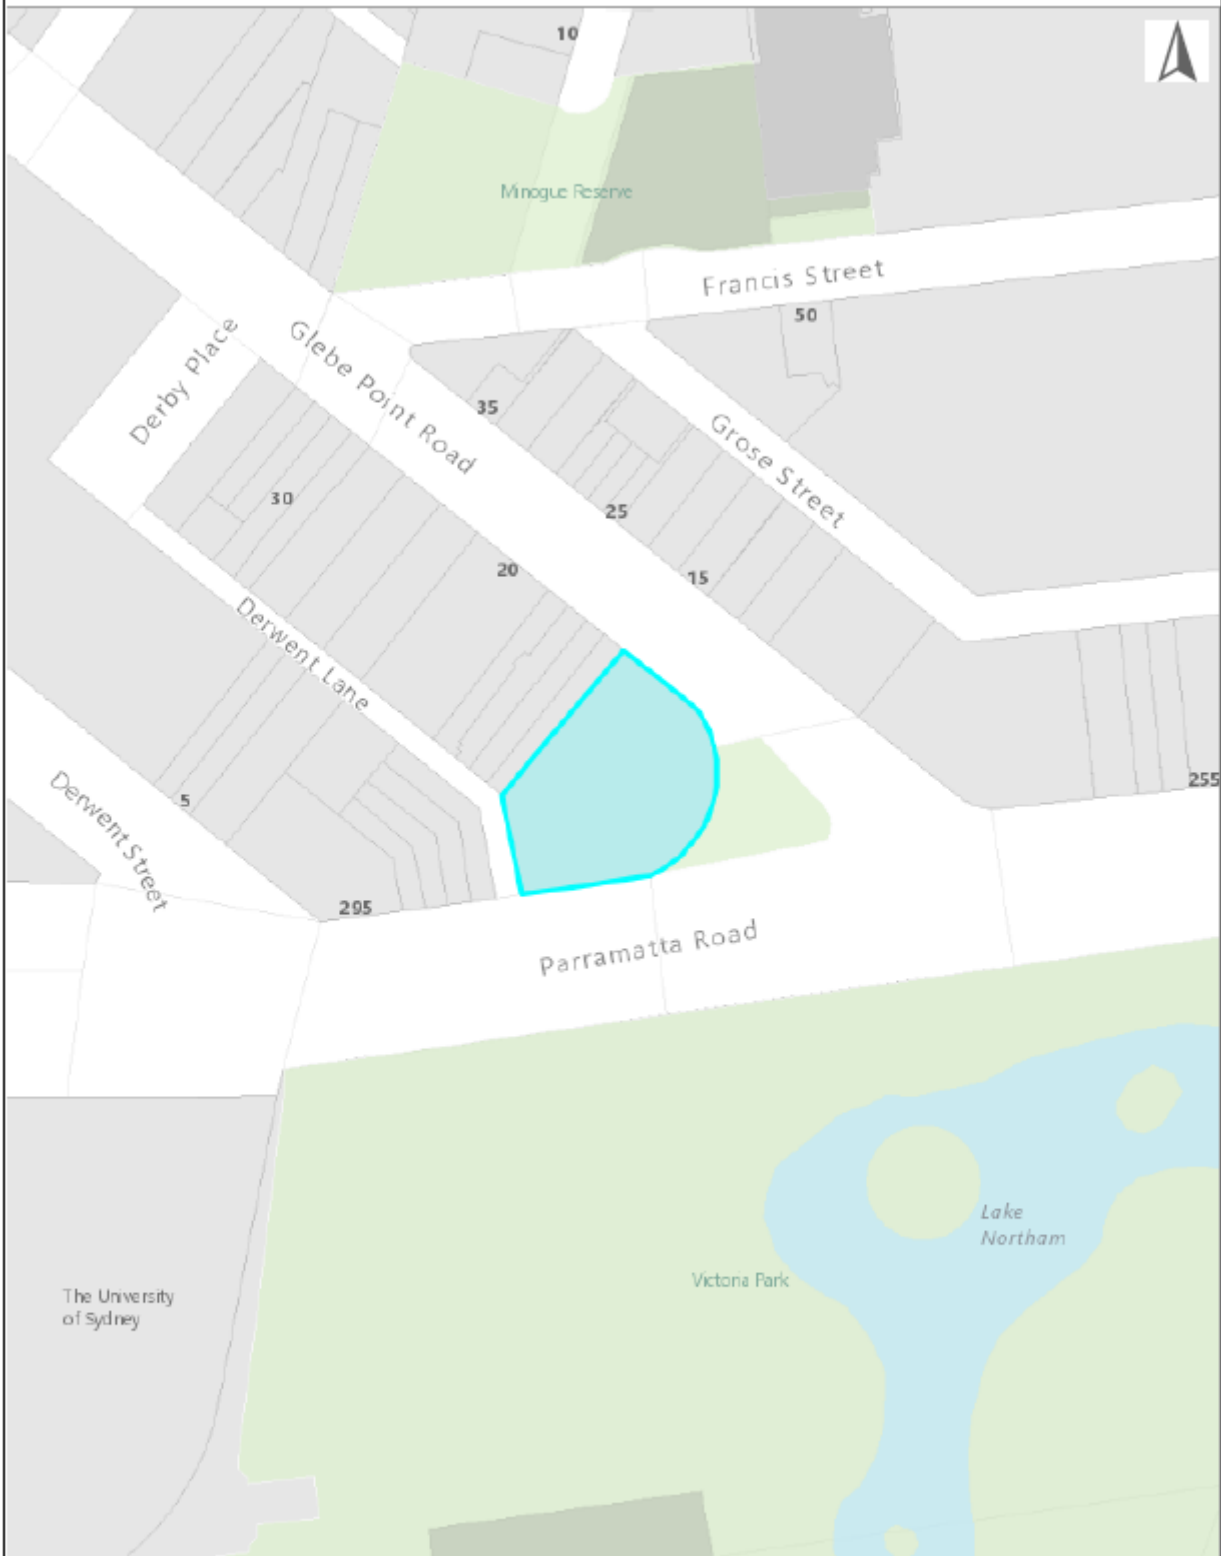 10
Minogue Reserve
Francis Street
50
Derby Place
Glebe Point Road
35
Grose Street
30
25
20
15
Derwent Lane
Derwent Street
5
255
295
Parramatta Road
Lake
Northam
Victoria Park
The University
of Sydney